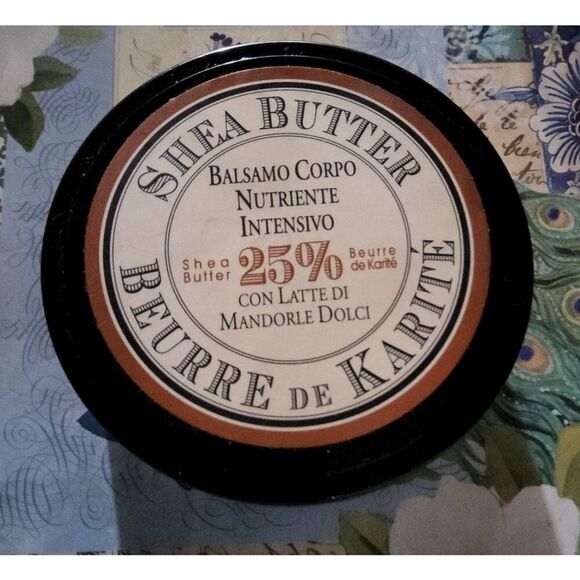 SHEA BUTTER
BALSAMO CORPO
NUTRIENTE
INTENSIVO
Shea Butter 25% Beurre de Karité
CON LATTE DI
MANDORLE DOLCI
BEURRE DE KARITÉ